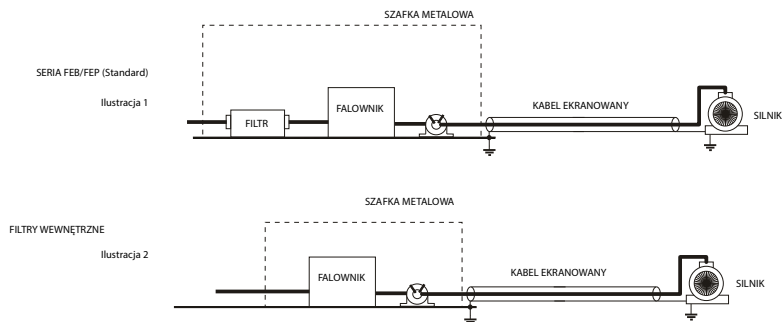 SZAFKA METALOWA
SERIA FEB/FEP (Standard)
Ilustracja 1
FILTR
FALOWNIK
KABEL EKRANOWANY
SILNIK
SZAFKA METALOWA
FILTRY WEWNĘTRZNE
Ilustracja 2
FALOWNIK
KABEL EKRANOWANY
SILNIK